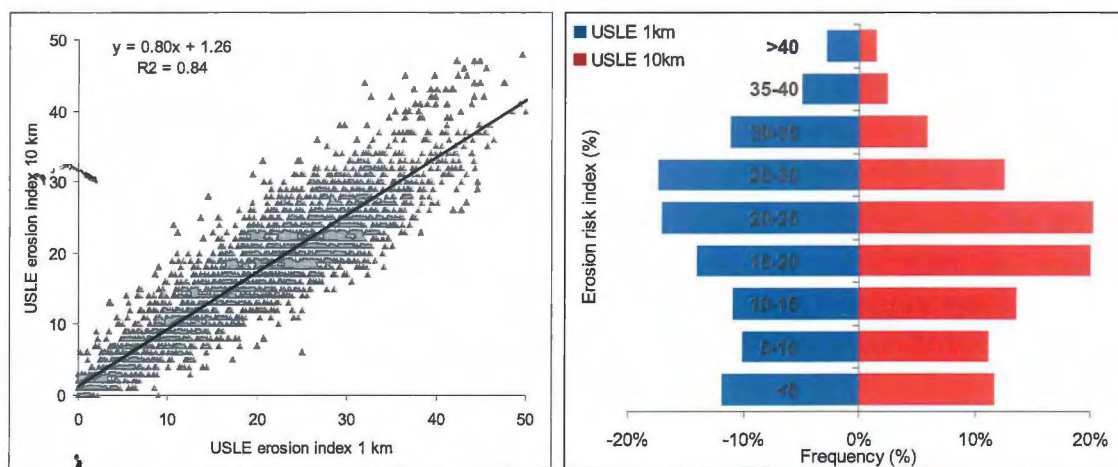 y = 0.80x + 1.26
R2 = 0.84
USLE erosion index 10 km
50
40
30
20
10
0
0 10 20 30 40 50
USLE erosion index 1 km
USLE 1km
USLE 10km
Erosion risk index (%)
>40
35-40
30-35
25-30
20-25
15-20
10-15
5-10
<5
-20% -10% 0% 10% 20%
Frequency (%)